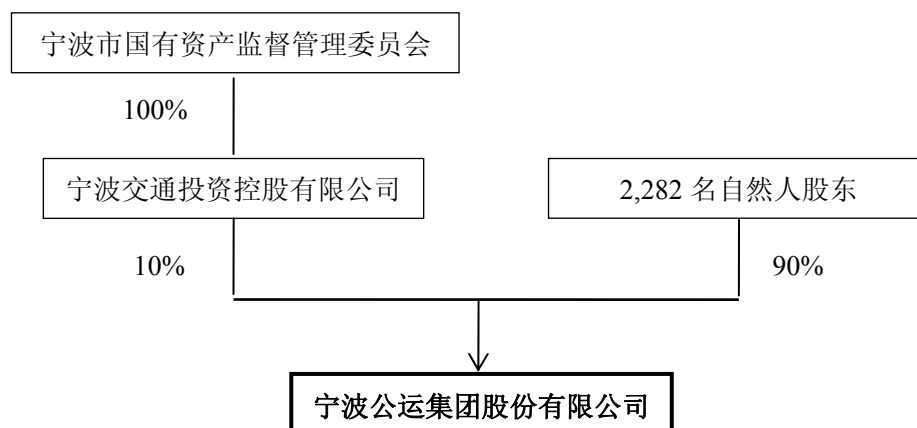 宁波市国有资产监督管理委员会
100%
宁波交通投资控股有限公司
2,282 名自然人股东
10%
90%
宁波公运集团股份有限公司